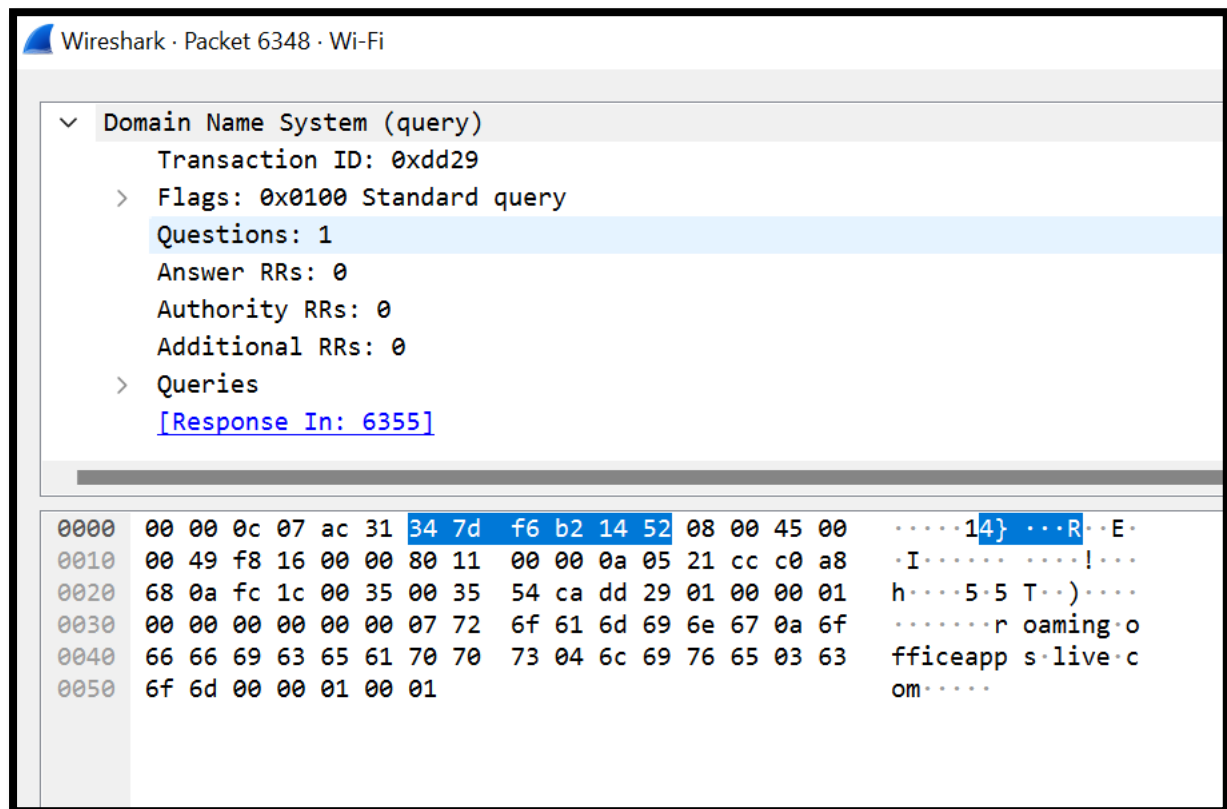 Wireshark · Packet 6348 · Wi-Fi
Domain Name System (query)
Transaction ID: 0xdd29
Flags: 0x0100 Standard query
Questions: 1
Answer RRs: 0
Authority RRs: 0
Additional RRs: 0
Queries
[Response In: 6355]
0000 00 00 0c 07 ac 31 34 7d f6 b2 14 52 08 00 45 00 ·····14} ···R··E·
0010 00 49 f8 16 00 00 80 11 00 00 0a 05 21 cc c0 a8 ·I······ ····!···
0020 68 0a fc 1c 00 35 00 35 54 ca dd 29 01 00 00 01 h····5·5 T··)····
0030 00 00 00 00 00 00 07 72 6f 61 6d 69 6e 67 0a 6f ·······r oaming·o
0040 66 66 69 63 65 61 70 70 73 04 6c 69 76 65 03 63 fficeapp s·live·c
0050 6f 6d 00 00 01 00 01 om·····